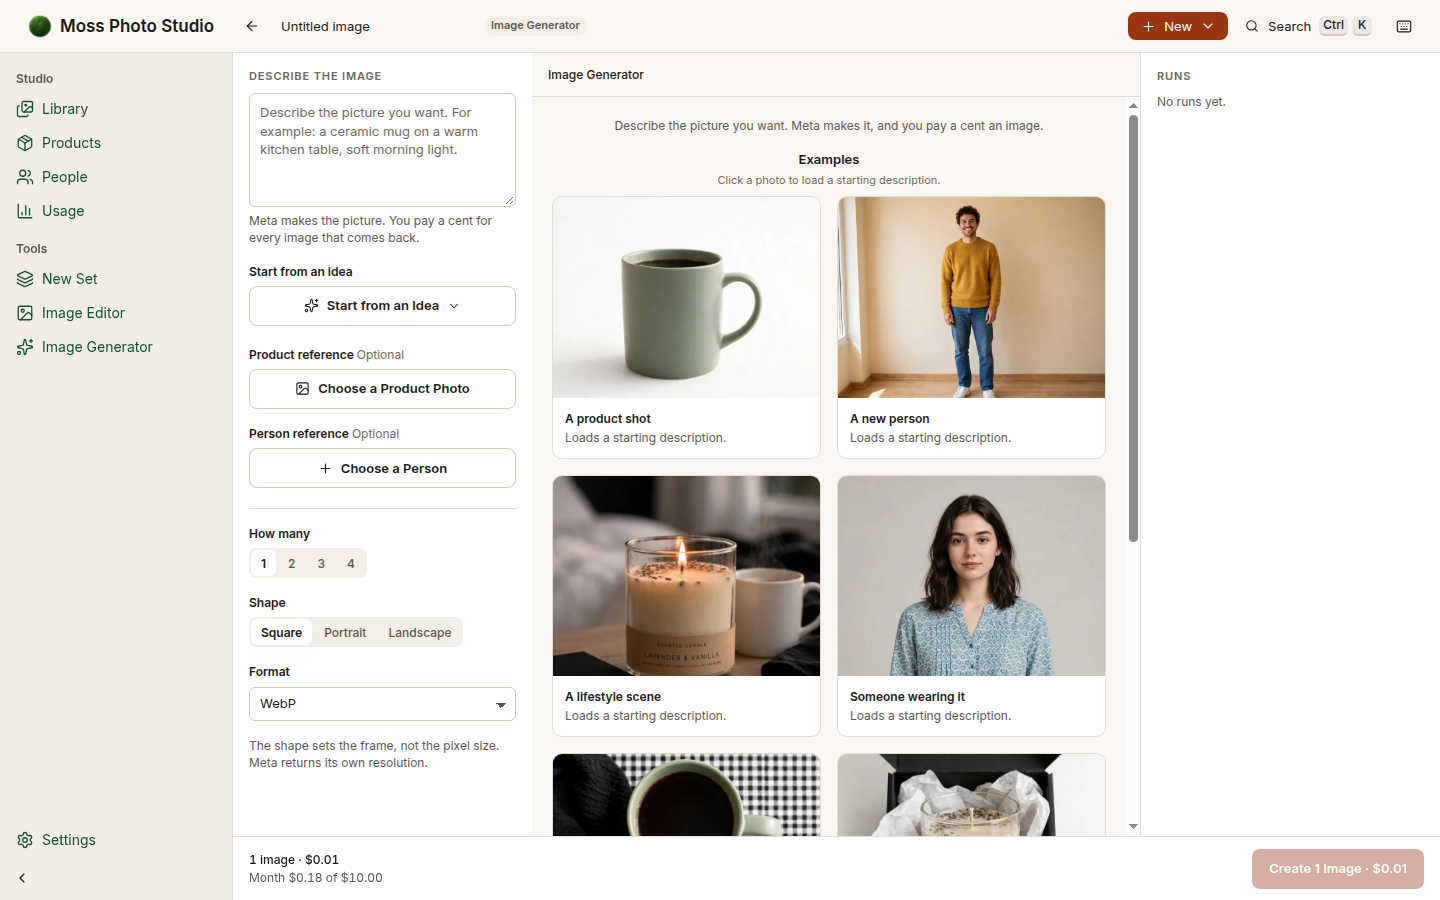 Moss Photo Studio
Untitled image
Image Generator
New
Search
Ctrl
K
Studio
Library
Products
People
Usage
Tools
New Set
Image Editor
Image Generator
Settings
DESCRIBE THE IMAGE
Describe the picture you want. For
example: a ceramic mug on a warm
kitchen table, soft morning light.
Meta makes the picture. You pay a cent for
every image that comes back.
Start from an idea
Start from an Idea
Product reference Optional
Choose a Product Photo
Person reference Optional
Choose a Person
How many
1 2 3 4
Shape
Square Portrait Landscape
Format
WebP
The shape sets the frame, not the pixel size.
Meta returns its own resolution.
Image Generator
Describe the picture you want. Meta makes it, and you pay a cent an image.
Examples
Click a photo to load a starting description.
A product shot
Loads a starting description.
A new person
Loads a starting description.
SCENTED CANDLE
LAVENDER & VANILLA
A lifestyle scene
Loads a starting description.
Someone wearing it
Loads a starting description.
RUNS
No runs yet.
1 image · $0.01
Month $0.18 of $10.00
Create 1 Image · $0.01